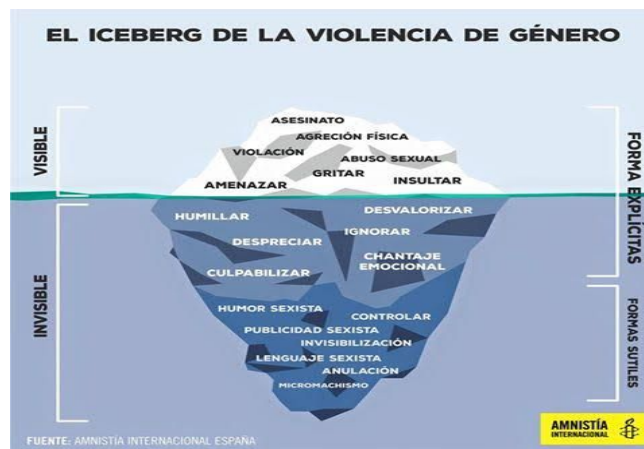 EL ICEBERG DE LA VIOLENCIA DE GÉNERO
VISIBLE
ASESINATO
AGRECIÓN FÍSICA
VIOLACIÓN
ABUSO SEXUAL
GRITAR
AMENAZAR
INSULTAR
FORMA EXPLÍCITAS
INVISIBLE
HUMILLAR
DESVALORIZAR
IGNORAR
DESPRECIAR
CHANTAJE
EMOCIONAL
CULPABILIZAR
FORMAS SUTILES
HUMOR SEXISTA
CONTROLAR
PUBLICIDAD SEXISTA
INVISIBILIZACIÓN
LENGUAJE SEXISTA
ANULACIÓN
MICROMACHISMO
AMNISTÍA
INTERNACIONAL
FUENTE: AMNISTÍA INTERNACIONAL ESPAÑA